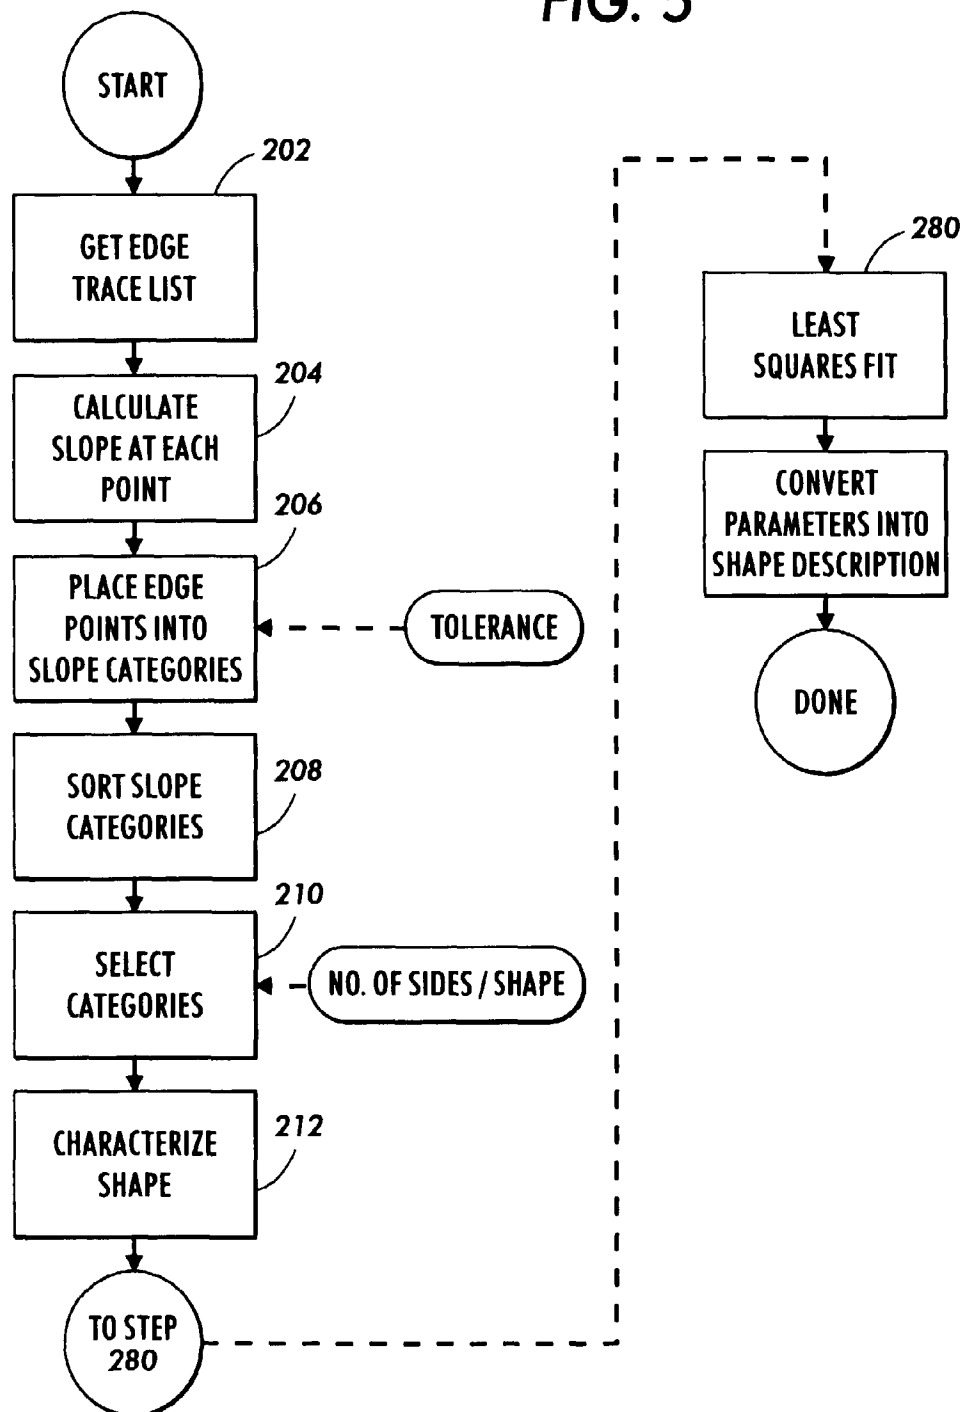 FIG. 5
START
202
GET EDGE
TRACE LIST
204
CALCULATE
SLOPE AT EACH
POINT
206
PLACE EDGE
POINTS INTO
SLOPE CATEGORIES
TOLERANCE
208
SORT SLOPE
CATEGORIES
210
SELECT
CATEGORIES
NO. OF SIDES / SHAPE
212
CHARACTERIZE
SHAPE
TO STEP
280
280
LEAST
SQUARES FIT
CONVERT
PARAMETERS INTO
SHAPE DESCRIPTION
DONE